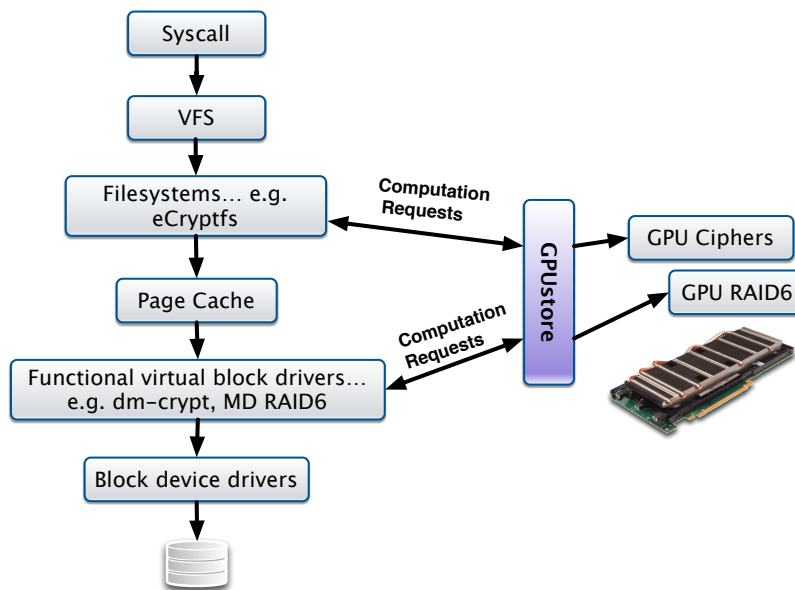 Syscall
VFS
Filesystems... e.g.
eCryptfs
Computation
Requests
GPUstore
GPU Ciphers
GPU RAID6
Page Cache
Computation
Requests
Functional virtual block drivers...
e.g. dm-crypt, MD RAID6
Block device drivers